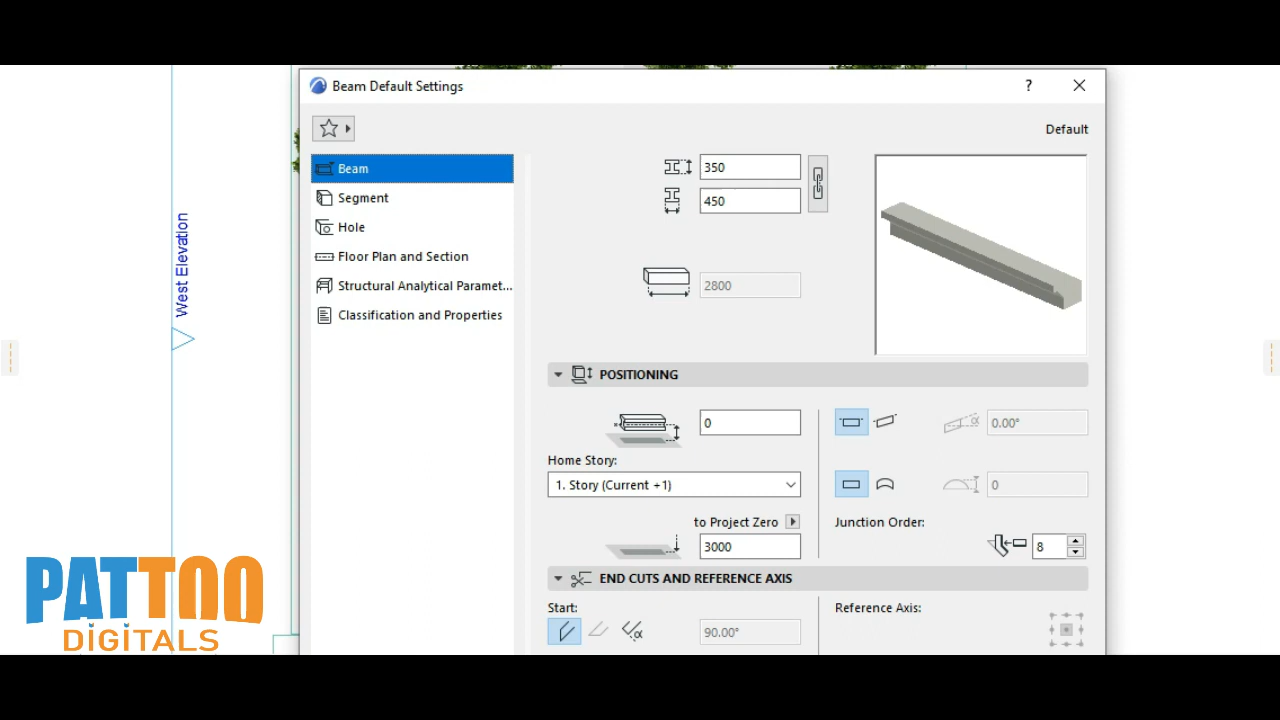 Beam Default Settings
?
Default
Beam
Segment
Hole
Floor Plan and Section
Structural Analytical Paramet...
Classification and Properties
350
450
2800
POSITIONING
0
α
0.00°
Home Story:
1. Story (Current +1)
0
to Project Zero
Junction Order:
3000
8
END CUTS AND REFERENCE AXIS
Start:
Reference Axis:
α
90.00°
West Elevation
PATTOO
DiGiTALS